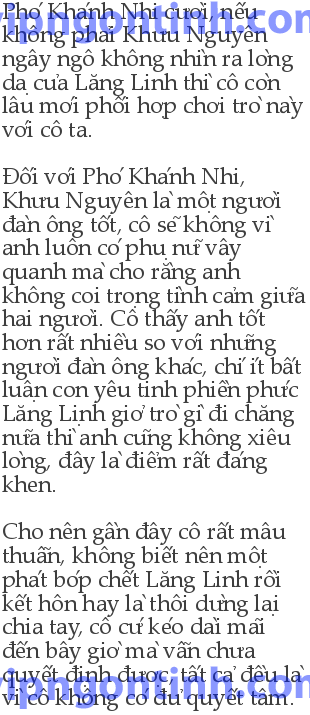 Phó Khánh Nhi cười, nếu
không phải Khưu Nguyên
ngây ngô không nhìn ra lòng
dạ của Lăng Linh thì cô còn
lâu mới phối hợp chơi trò này
với cô ta.
Đối với Phó Khánh Nhi,
Khưu Nguyên là một người
đàn ông tốt, cô sẽ không vì
anh luôn có phụ nữ vây
quanh mà cho rằng anh
không coi trọng tình cảm giữa
hai người. Cô thấy anh tốt
hơn rất nhiều so với những
người đàn ông khác, chí ít bất
luận con yêu tinh phiền phức
Lăng Linh giở trò gì đi chăng
nữa thì anh cũng không xiêu
lòng, đây là điểm rất đáng
khen.
Cho nên gần đây cô rất mâu
thuẫn, không biết nên một
phát bóp chết Lăng Linh rồi
kết hôn hay là thôi dừng lại
chia tay, cô cứ kéo dài mãi
đến bây giờ mà vẫn chưa
quyết định được, tất cả đều là
vì cô không có đủ quyết tâm.
vipngontinh.com
vipngontinh.com